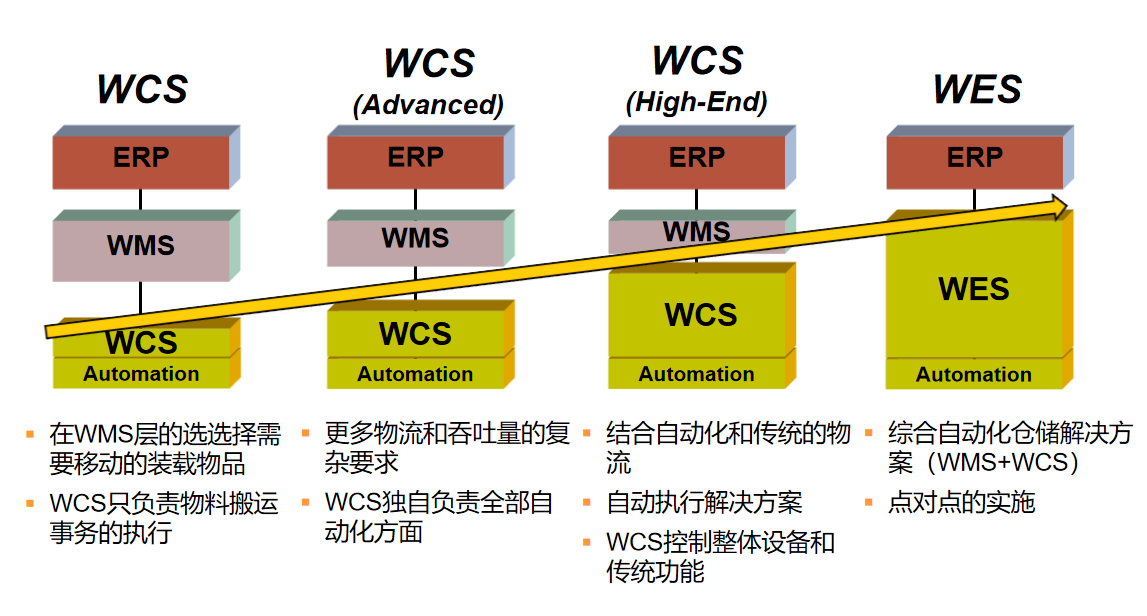 WCS
ERP
WMS
WCS
Automation
在WMS层的选选择需
要移动的装载物品
WCS只负责物料搬运
事务的执行
WCS
(Advanced)
ERP
WMS
WCS
Automation
更多物流和吞吐量的复
杂要求
WCS独自负责全部自
动化方面
WCS
(High-End)
ERP
WMS
WCS
Automation
结合自动化和传统的物
流
自动执行解决方案
WCS控制整体设备和
传统功能
WES
ERP
WES
Automation
综合自动化仓储解决方
案（WMS+WCS）
点对点的实施